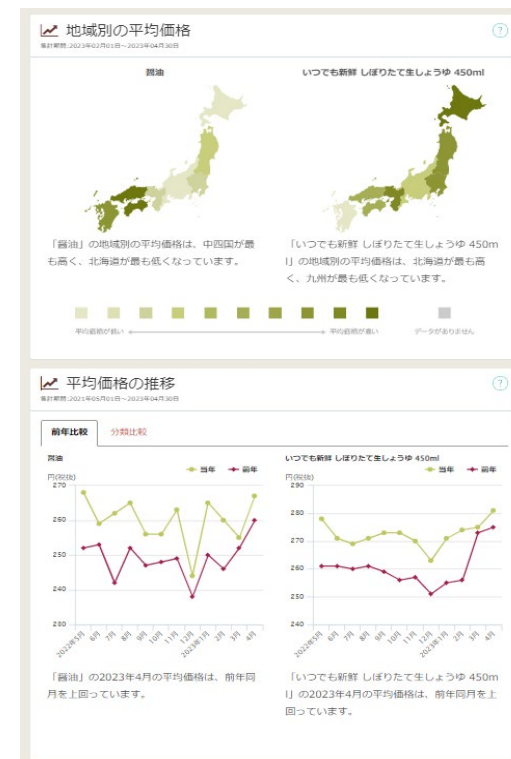 地域別の平均価格
?
集計期間:2023年02月01日～2023年04月30日
醤油
いつでも新鮮 しぼりたて生しょうゆ 450ml
「醤油」の地域別の平均価格は、中四国が最
も高く、北海道が最も低くなっています。
「いつでも新鮮 しぼりたて生しょうゆ 450m
l」の地域別の平均価格は、北海道が最も高
く、九州が最も低くなっています。
平均価格が低い
平均価格が高い
データがありません
平均価格の推移
?
集計期間:2021年05月01日～2023年04月30日
前年比較
分類比較
醤油
円(税抜)
当年
前年
270
260
250
240
230
2022年5月
6月
7月
8月
9月
10月
11月
12月
2023年1月
2月
3月
4月
いつでも新鮮 しぼりたて生しょうゆ 450ml
円(税抜)
当年
前年
290
280
270
260
250
240
2022年5月
6月
7月
8月
9月
10月
11月
12月
2023年1月
2月
3月
4月
「醤油」の2023年4月の平均価格は、前年同
月を上回っています。
「いつでも新鮮 しぼりたて生しょうゆ 450m
l」の2023年4月の平均価格は、前年同月を上
回っています。